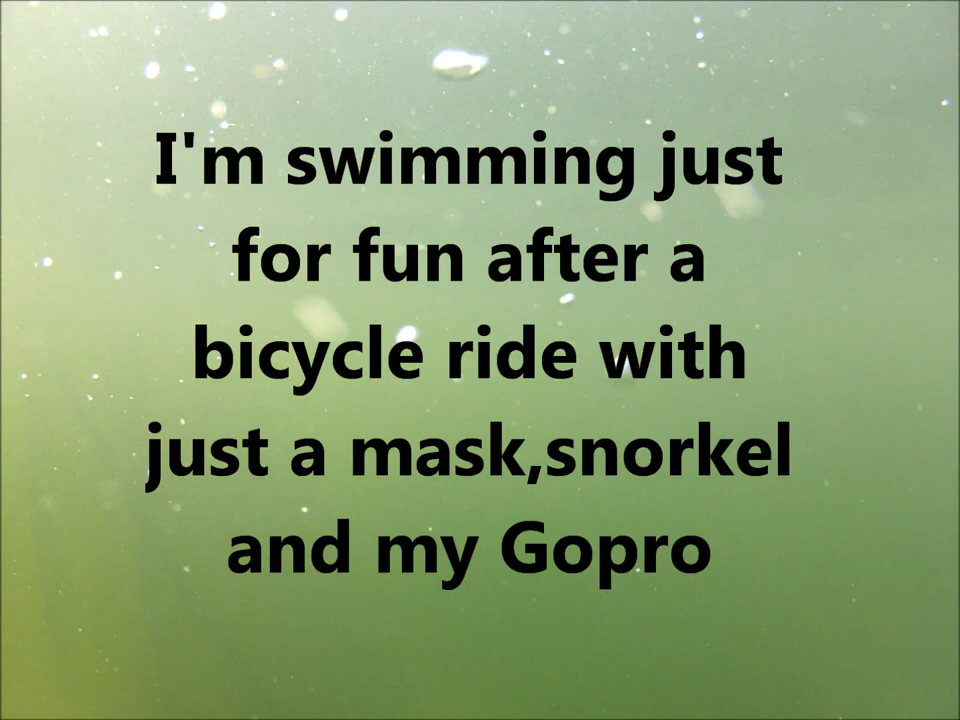 I'm swimming just
for fun after a
bicycle ride with
just a mask,snorkel
and my Gopro